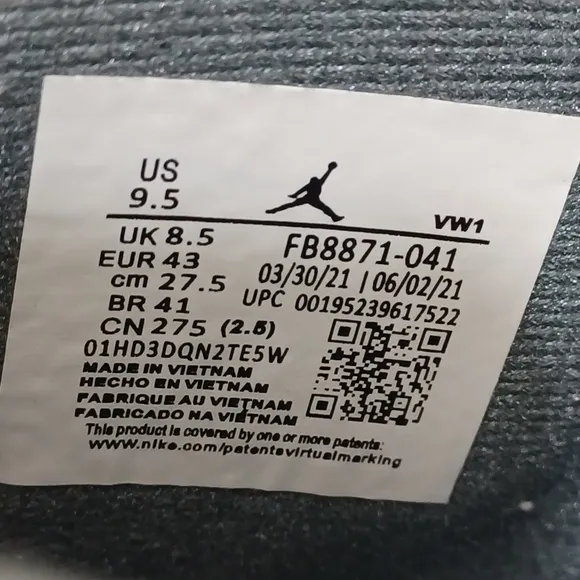 US
9.5
VW1
UK 8.5
EUR 43
cm 27.5
BR 41
CN 275 (2.5)
FB8871-041
03/30/21 | 06/02/21
UPC 00195239617522
01HD3DQN2TE5W
MADE IN VIETNAM
HECHO EN VIETNAM
FABRIQUE AU VIETNAM
FABRICADO NA VIETNAM
This product is covered by one or more patents:
www.nike.com/patentsvirtualmarking